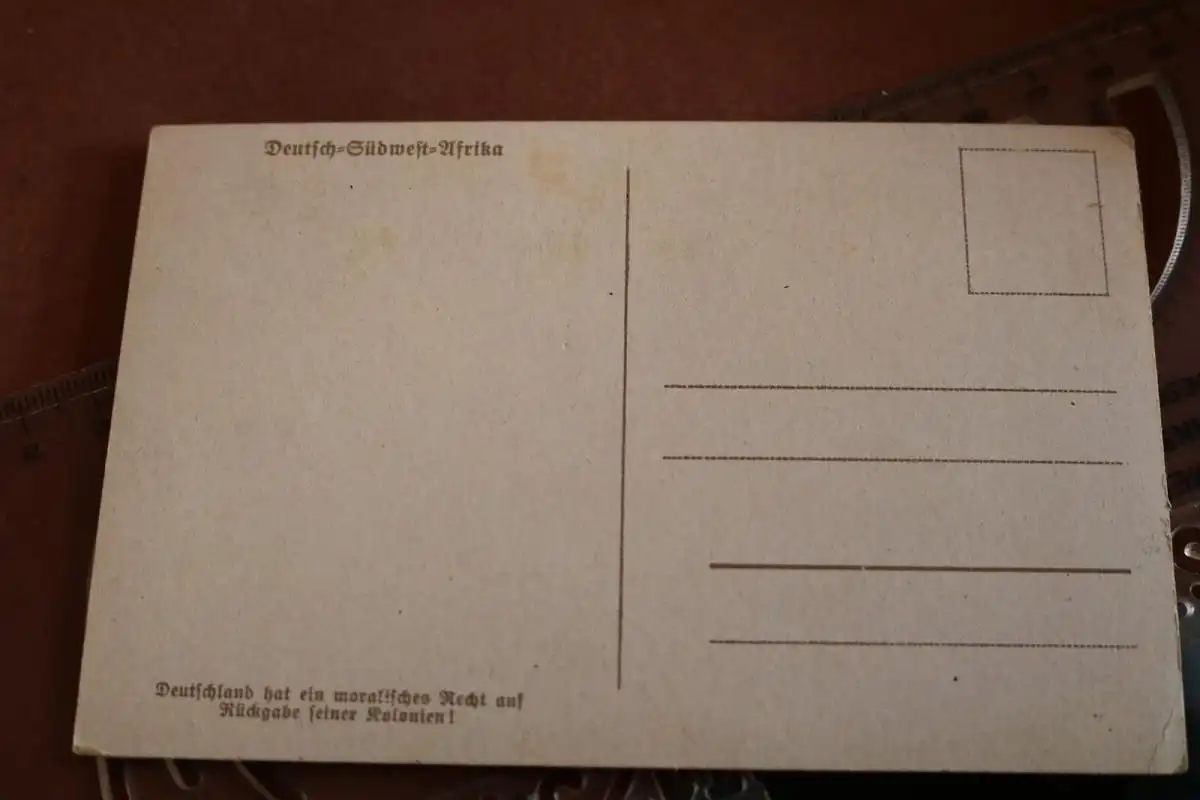 Deutsch-Südwest-Afrika
Deutschland hat ein moralisches Recht auf
Rückgabe seiner Kolonien!